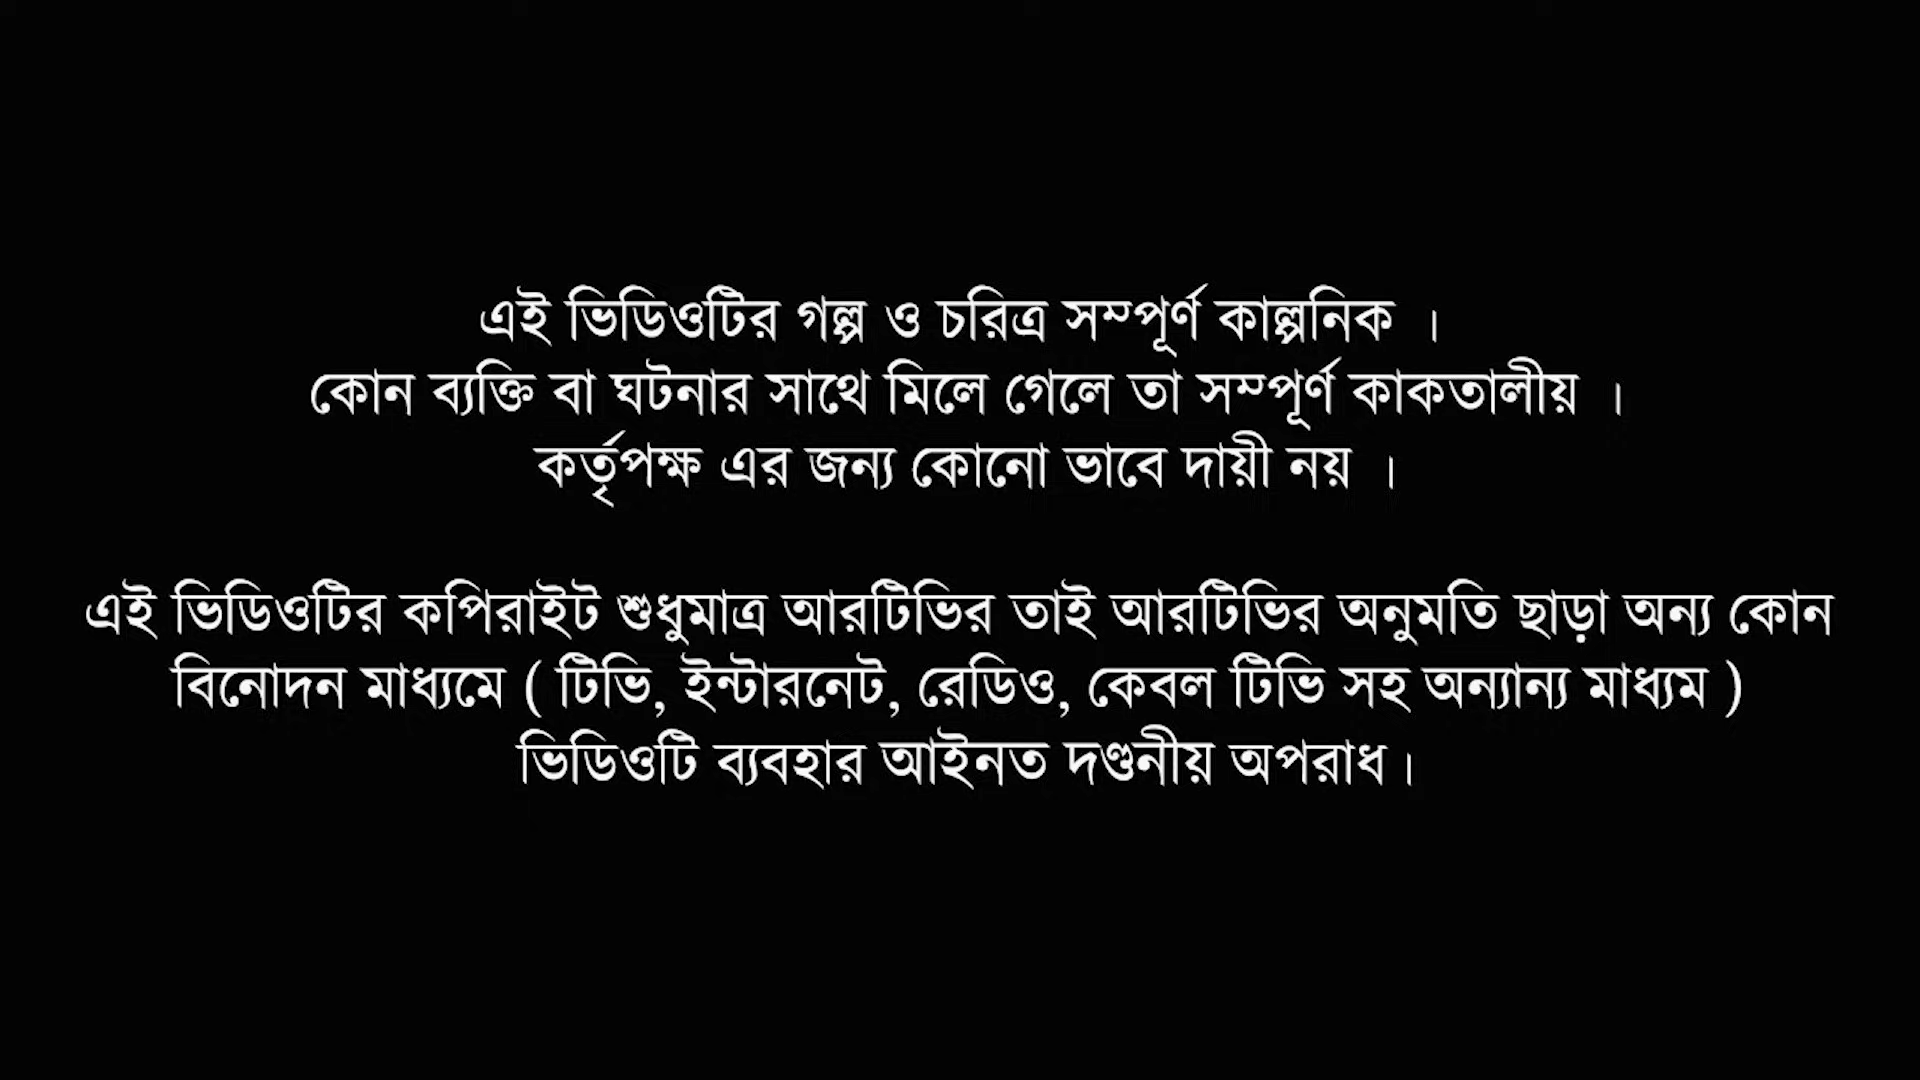 এই ভিডিওটির গল্প ও চরিত্র সম্পূর্ণ কাল্পনিক ।
কোন ব্যক্তি বা ঘটনার সাথে মিলে গেলে তা সম্পূর্ণ কাকতালীয় ।
কর্তৃপক্ষ এর জন্য কোনো ভাবে দায়ী নয় ।
এই ভিডিওটির কপিরাইট শুধুমাত্র আরটিভির তাই আরটিভির অনুমতি ছাড়া অন্য কোন
বিনোদন মাধ্যমে ( টিভি, ইন্টারনেট, রেডিও, কেবল টিভি সহ অন্যান্য মাধ্যম )
ভিডিওটি ব্যবহার আইনত দণ্ডনীয় অপরাধ।